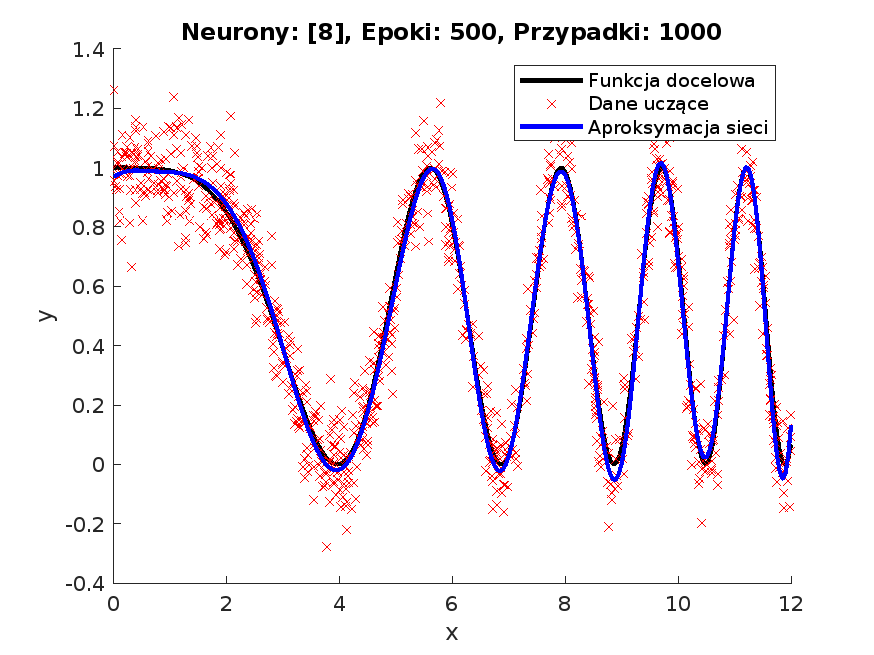 Neurony: [8], Epoki: 500, Przypadki: 1000
Funkcja docelowa
Dane uczące
Aproksymacja sieci
1.4
1.2
1
0.8
0.6
0.4
0.2
0
-0.2
-0.4
y
0 2 4 6 8 10 12
x